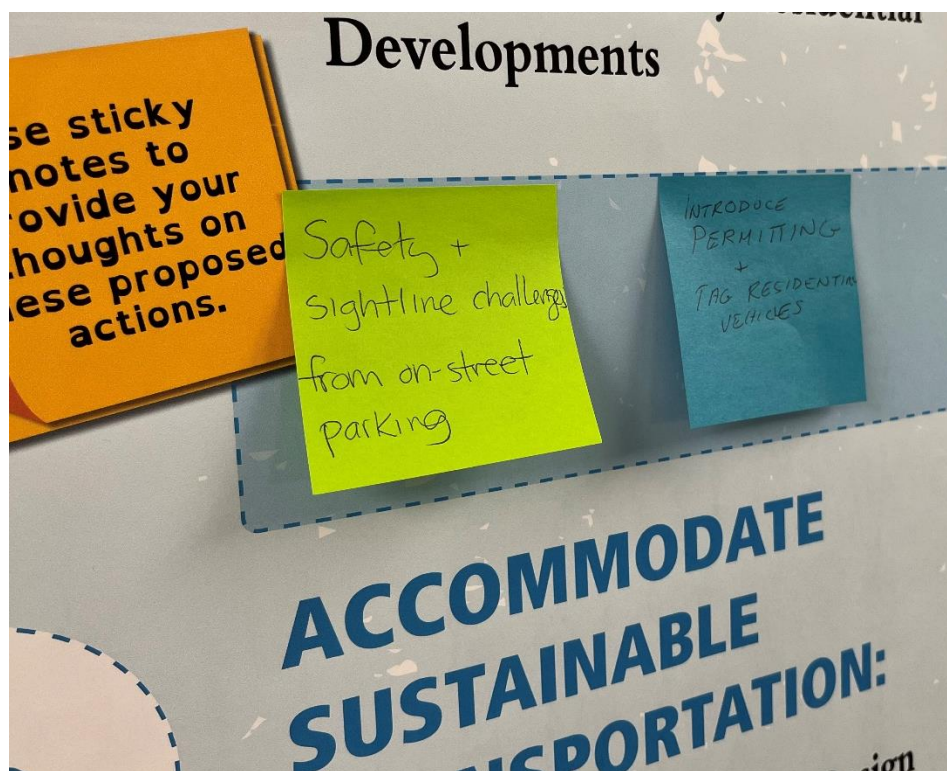 Developments
se sticky
notes to
rovide your
houghts on
ese proposed
actions.
Safety +
sightline challenges
from on-street
parking
INTRODUCE
PERMITTING
+
TAG RESIDENTIAL
VEHICLES
ACCOMMODATE
SUSTAINABLE
NSPORTATION: